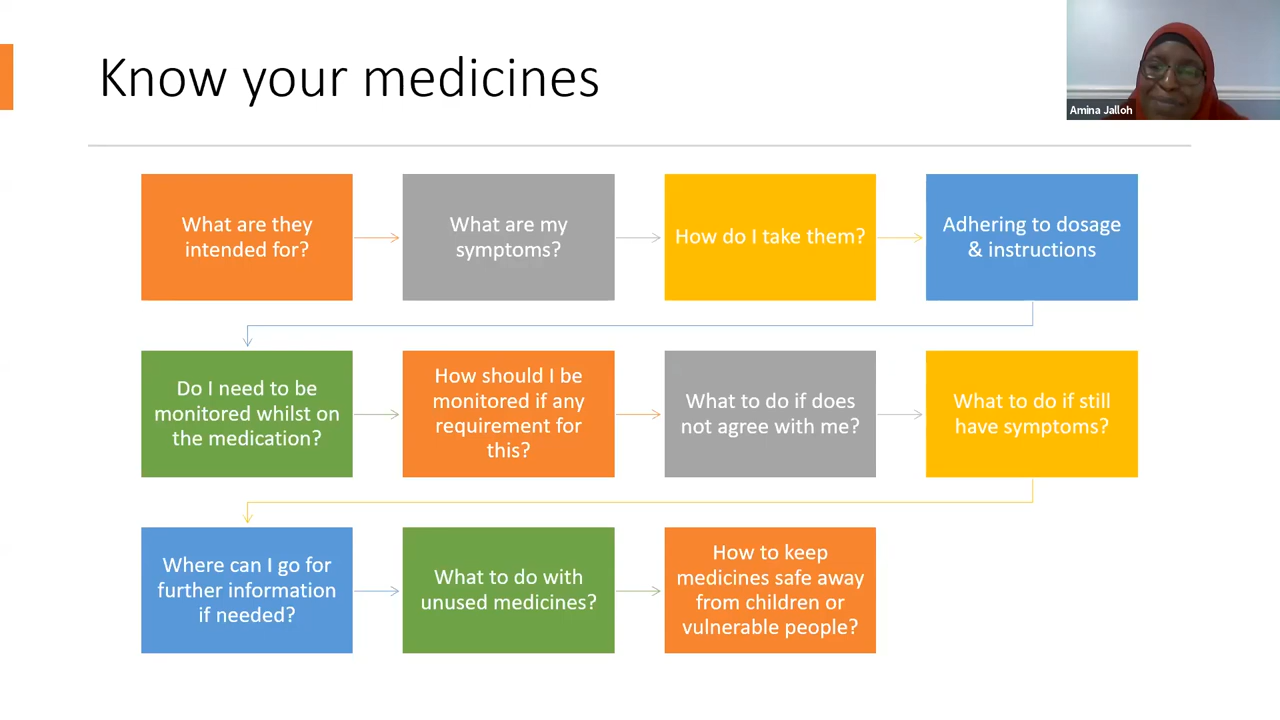 Know your medicines
Amina Jalloh
What are they
intended for?
What are my
symptoms?
How do I take them?
Adhering to dosage
& instructions
Do I need to be
monitored whilst on
the medication?
How should I be
monitored if any
requirement for
this?
What to do if does
not agree with me?
What to do if still
have symptoms?
Where can I go for
further information
if needed?
What to do with
unused medicines?
How to keep
medicines safe away
from children or
vulnerable people?